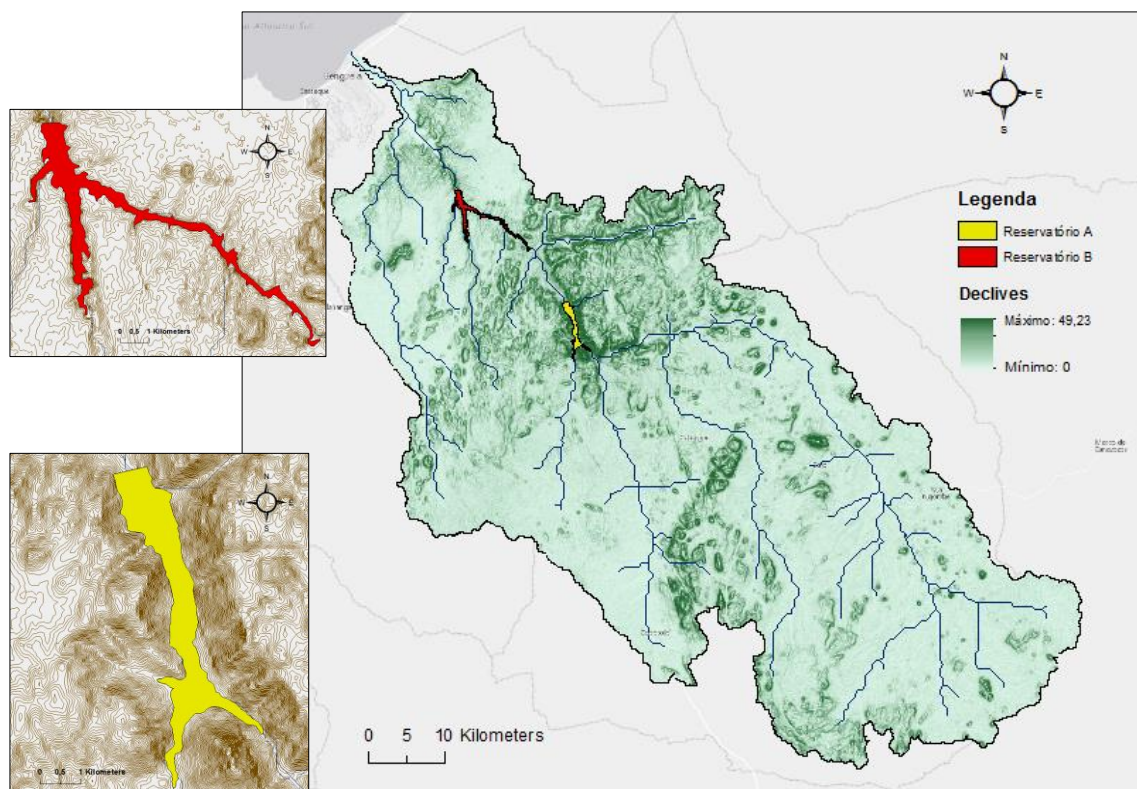 Benguela
N
W E
S
N
W E
S
0 0,5 1 Kilometers
Legenda
Reservatório A
Reservatório B
Declives
Máximo: 49,23
Mínimo: 0
N
W E
S
0 0,5 1 Kilometers
0 5 10 Kilometers